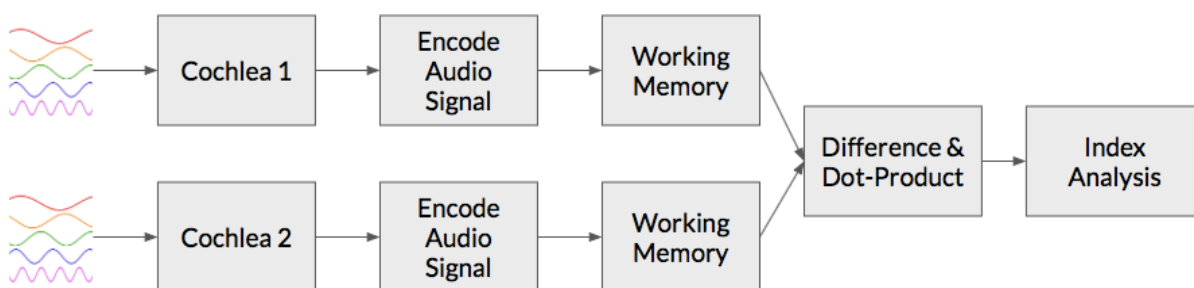 Cochlea 1
Encode
Audio
Signal
Working
Memory
Cochlea 2
Encode
Audio
Signal
Working
Memory
Difference &
Dot-Product
Index
Analysis